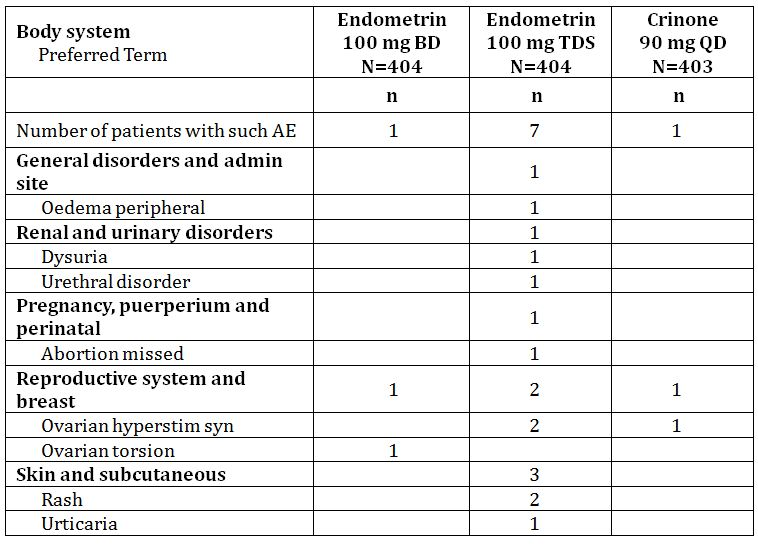 Body system Endometrin Endometrin Crinone
Preferred Term 100 mg BD 100 mg TDS 90 mg QD
N=404 N=404 N=403
n n n
Number of patients with such AE 1 7 1
General disorders and admin
site 1
Oedema peripheral 1
Renal and urinary disorders 1
Dysuria 1
Urethral disorder 1
Pregnancy, puerperium and
perinatal 1
Abortion missed 1
Reproductive system and
breast 1 2 1
Ovarian hyperstim syn 2 1
Ovarian torsion 1
Skin and subcutaneous 3
Rash 2
Urticaria 1